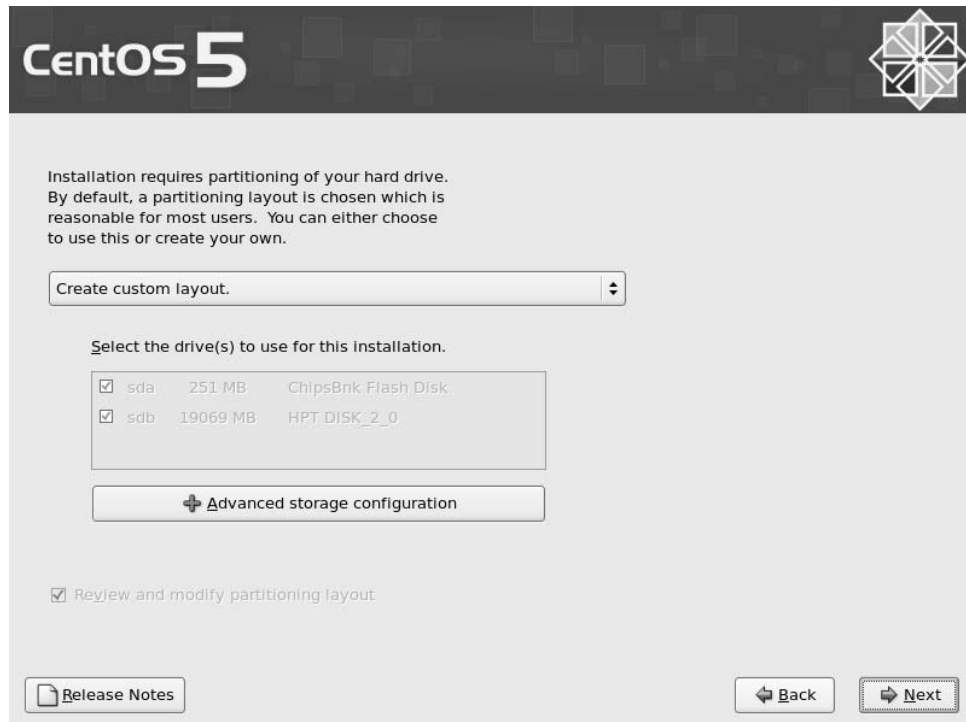 CentOS 5
Installation requires partitioning of your hard drive.
By default, a partitioning layout is chosen which is
reasonable for most users.  You can either choose
to use this or create your own.
Create custom layout.
Select the drive(s) to use for this installation.
sda 251 MB ChipsBnk Flash Disk
sdb 19069 MB HPT DISK_2_0
Advanced storage configuration
Review and modify partitioning layout
Release Notes
Back
Next